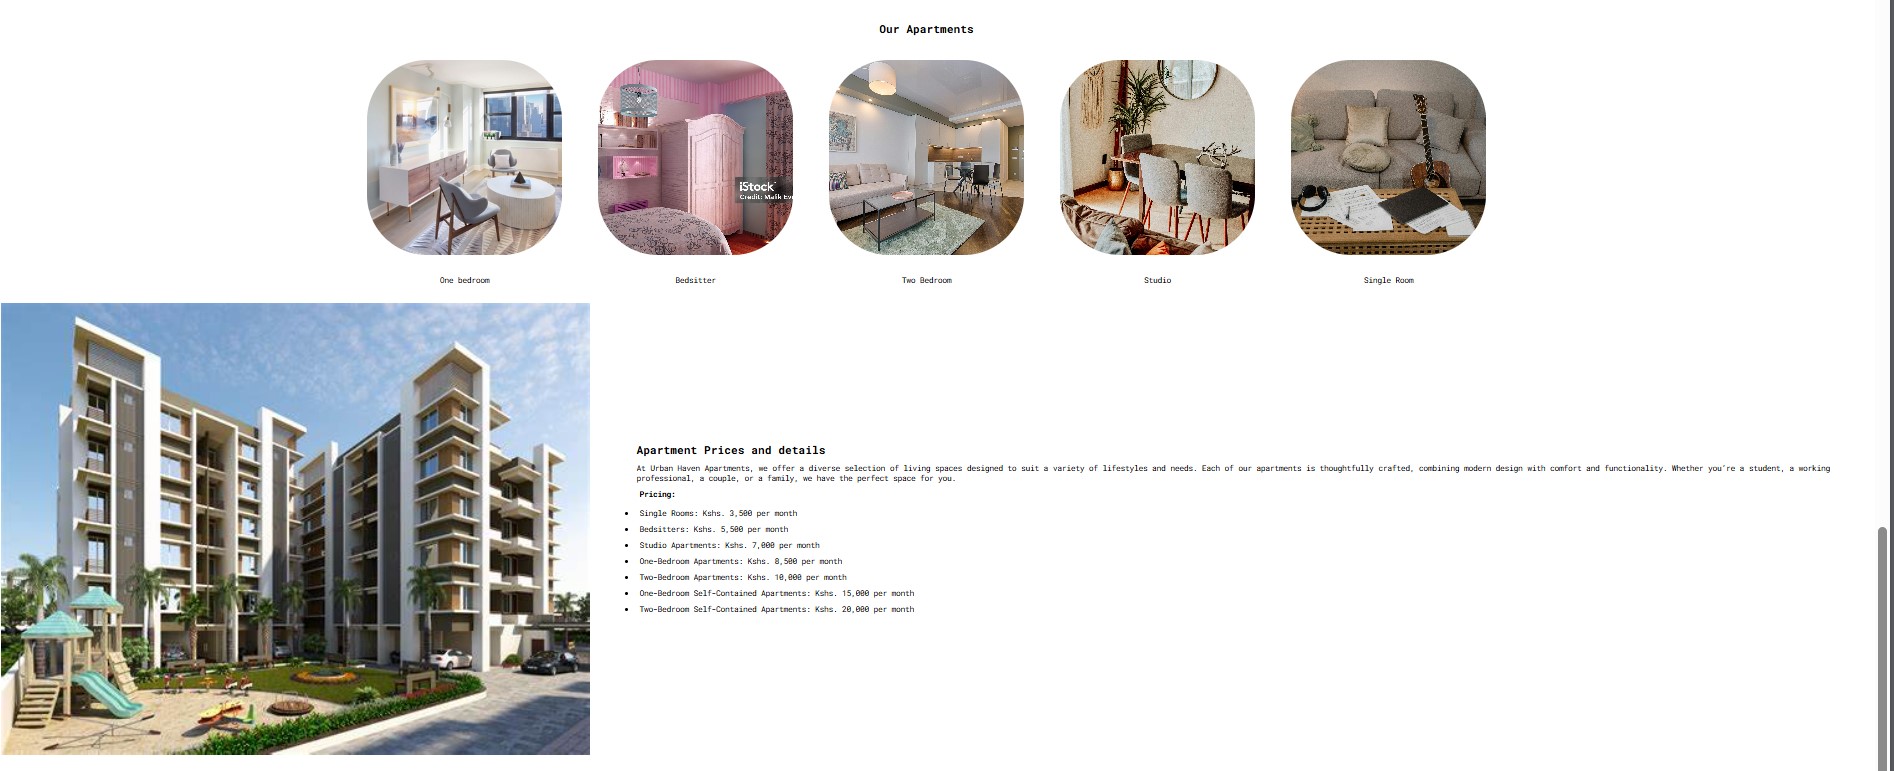 Our Apartments
iStock
Credit: Malik Ev
One bedroom
Bedsitter
Two Bedroom
Studio
Single Room
Apartment Prices and details
At Urban Haven Apartments, we offer a diverse selection of living spaces designed to suit a variety of lifestyles and needs. Each of our apartments is thoughtfully crafted, combining modern design with comfort and functionality. Whether you're a student, a working
professional, a couple, or a family, we have the perfect space for you.
Pricing:
Single Rooms: Kshs. 3,500 per month
Bedsitters: Kshs. 5,500 per month
Studio Apartments: Kshs. 7,000 per month
One-Bedroom Apartments: Kshs. 8,500 per month
Two-Bedroom Apartments: Kshs. 10,000 per month
One-Bedroom Self-Contained Apartments: Kshs. 15,000 per month
Two-Bedroom Self-Contained Apartments: Kshs. 20,000 per month